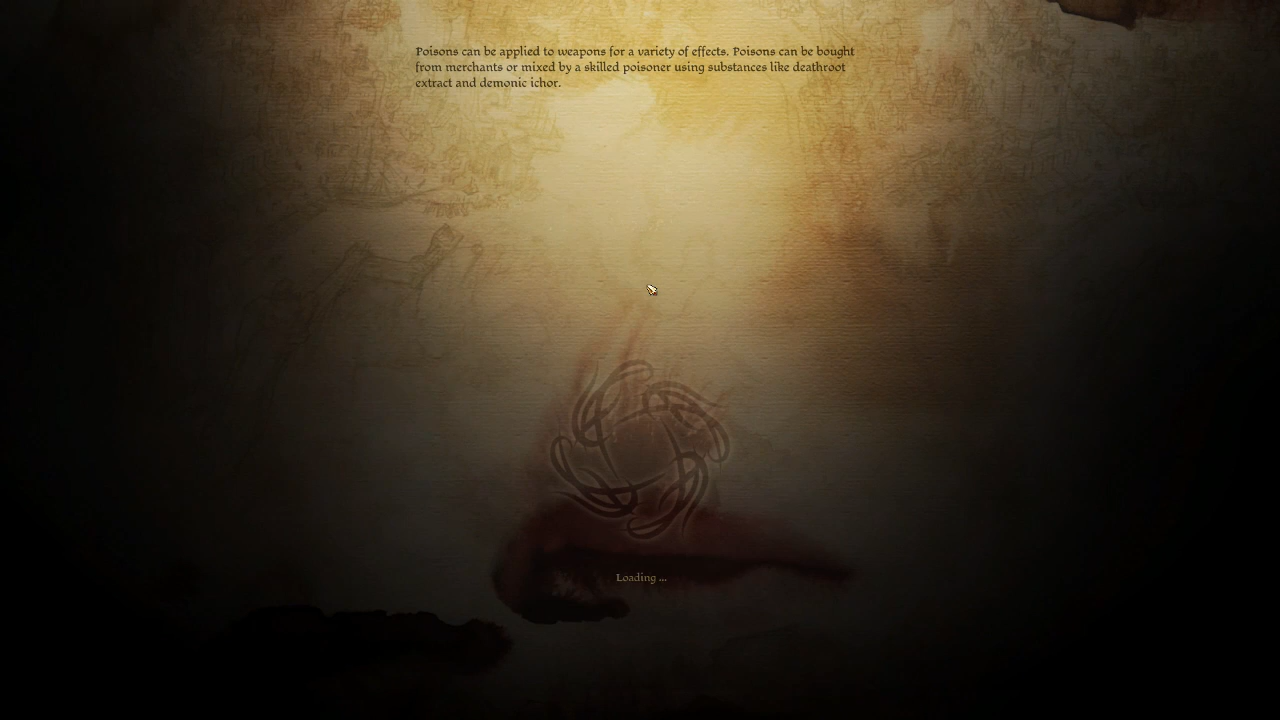 Poisons can be applied to weapons for a variety of effects. Poisons can be bought
from merchants or mixed by a skilled poisoner using substances like deathroot
extract and demonic ichor.
Loading ...